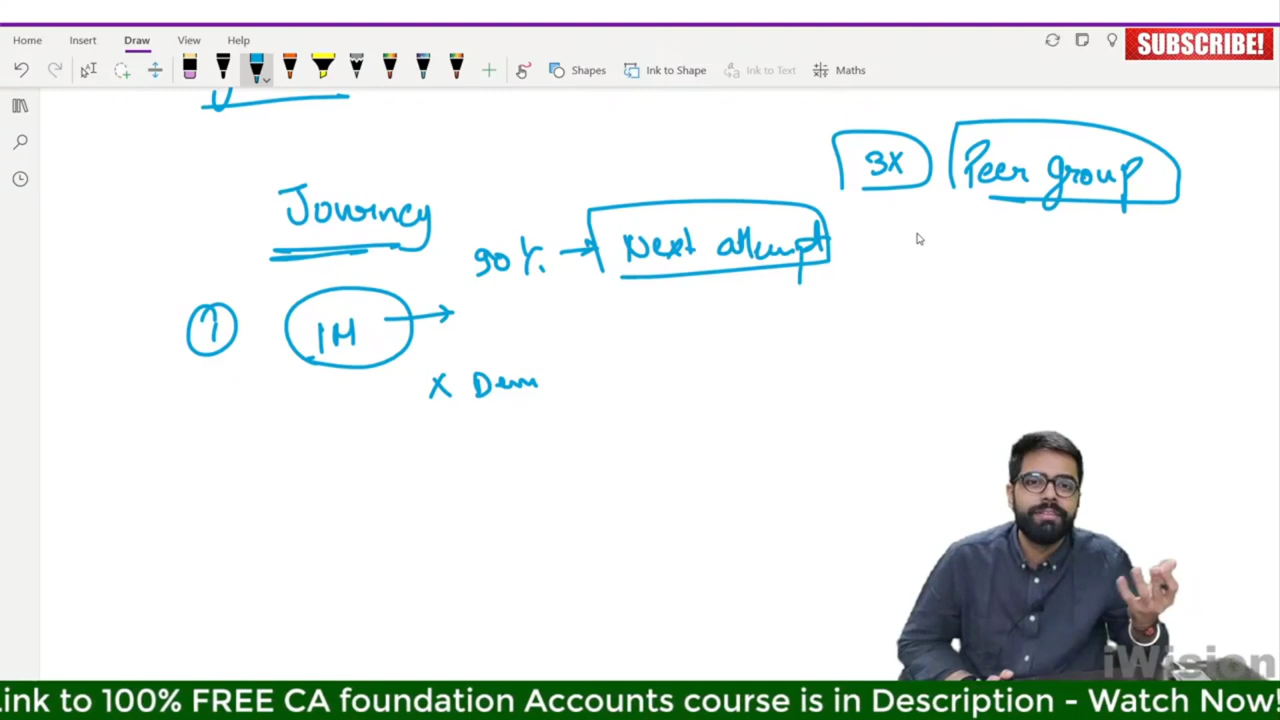 Home Insert Draw View Help
SUBSCRIBE!
Shapes Ink to Shape Ink to Text Maths
3X Peer Group
Journey
90%. → Next attempt
1 1M →
X Dem
iWision
Link to 100% FREE CA foundation Accounts course is in Description - Watch Now!